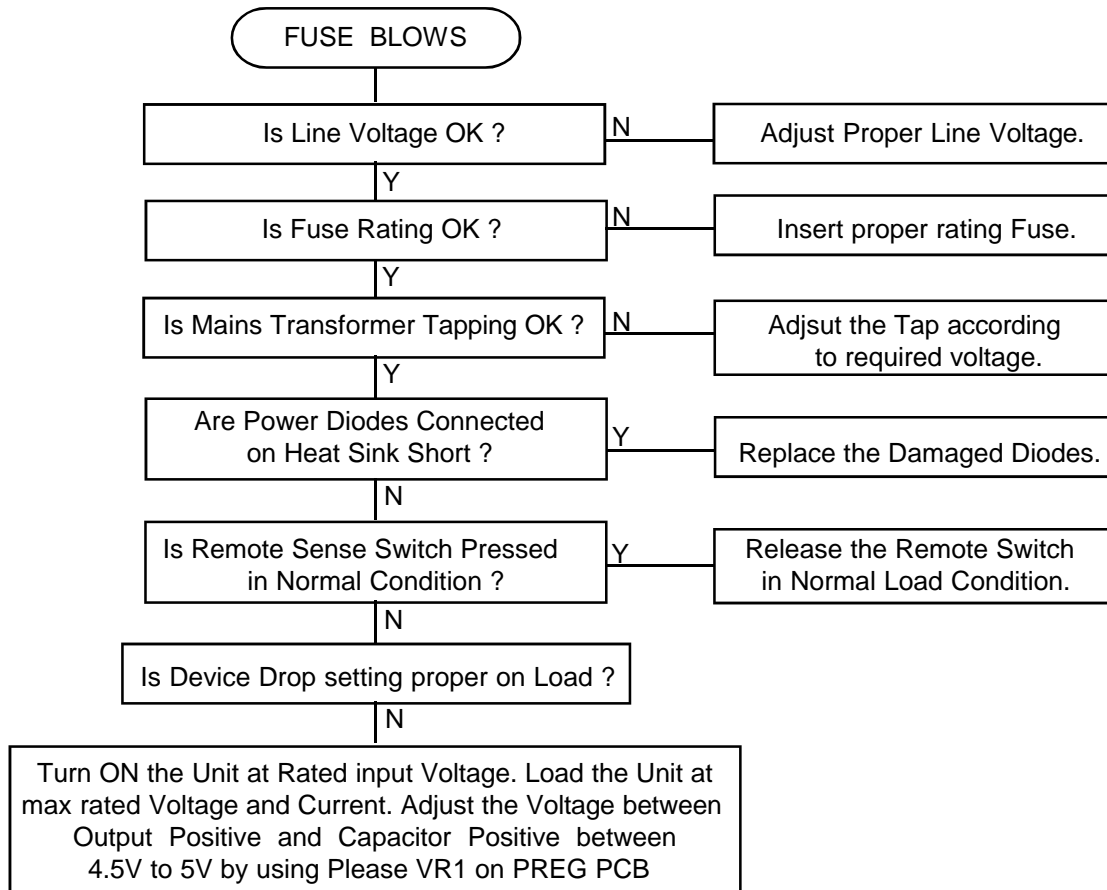 FUSE BLOWS
Is Line Voltage OK ?
N
Adjust Proper Line Voltage.
Y
Is Fuse Rating OK ?
N
Insert proper rating Fuse.
Y
Is Mains Transformer Tapping OK ?
N
Adjsut the Tap according
to required voltage.
Y
Are Power Diodes Connected
on Heat Sink Short ?
Y
Replace the Damaged Diodes.
N
Is Remote Sense Switch Pressed
in Normal Condition ?
Y
Release the Remote Switch
in Normal Load Condition.
N
Is Device Drop setting proper on Load ?
N
Turn ON the Unit at Rated input Voltage. Load the Unit at
max rated Voltage and Current. Adjust the Voltage between
Output Positive and Capacitor Positive between
4.5V to 5V by using Please VR1 on PREG PCB